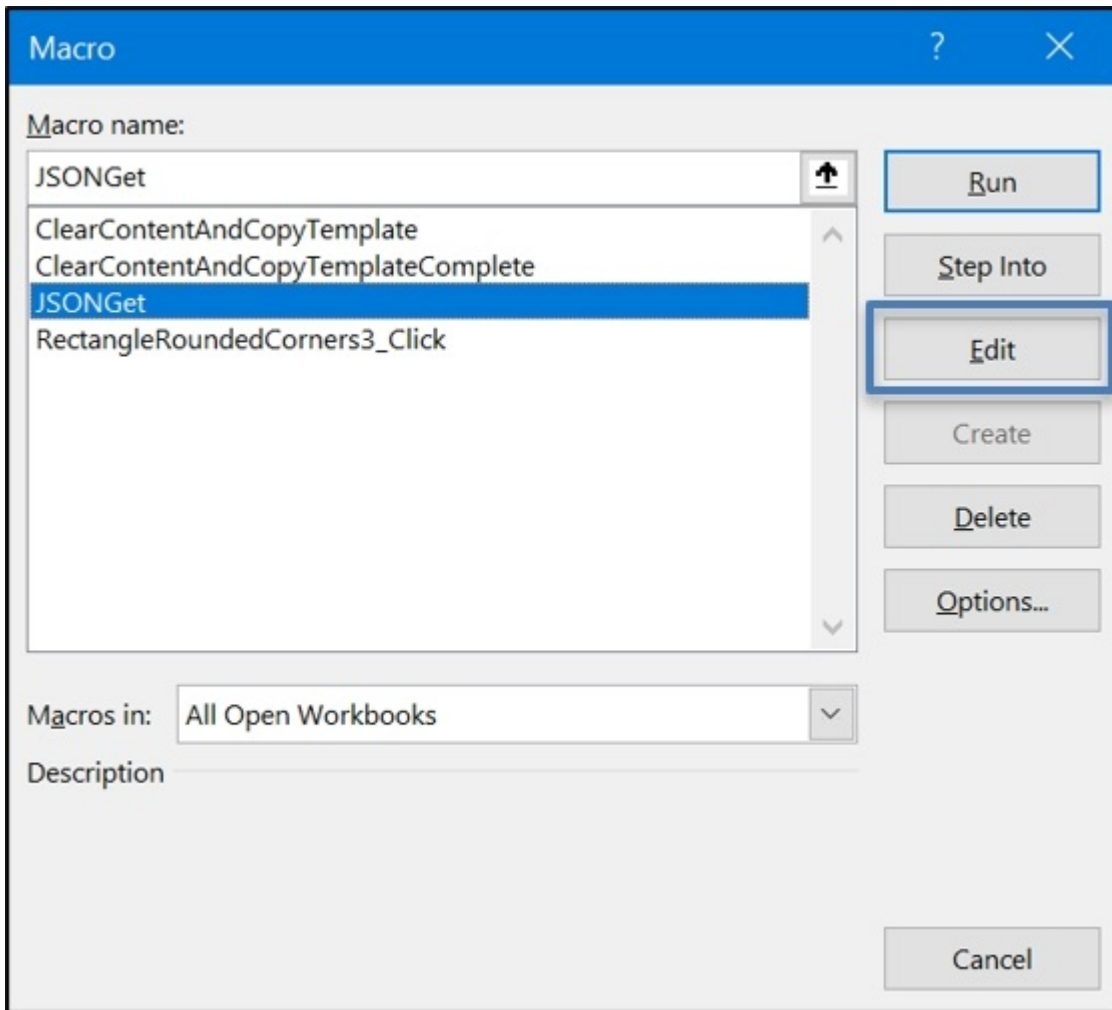 Macro
?
Macro name:
JSONGet
Run
ClearContentAndCopyTemplate
ClearContentAndCopyTemplateComplete
Step Into
JSONGet
RectangleRoundedCorners3_Click
Edit
Create
Delete
Options...
Macros in:
All Open Workbooks
Description
Cancel